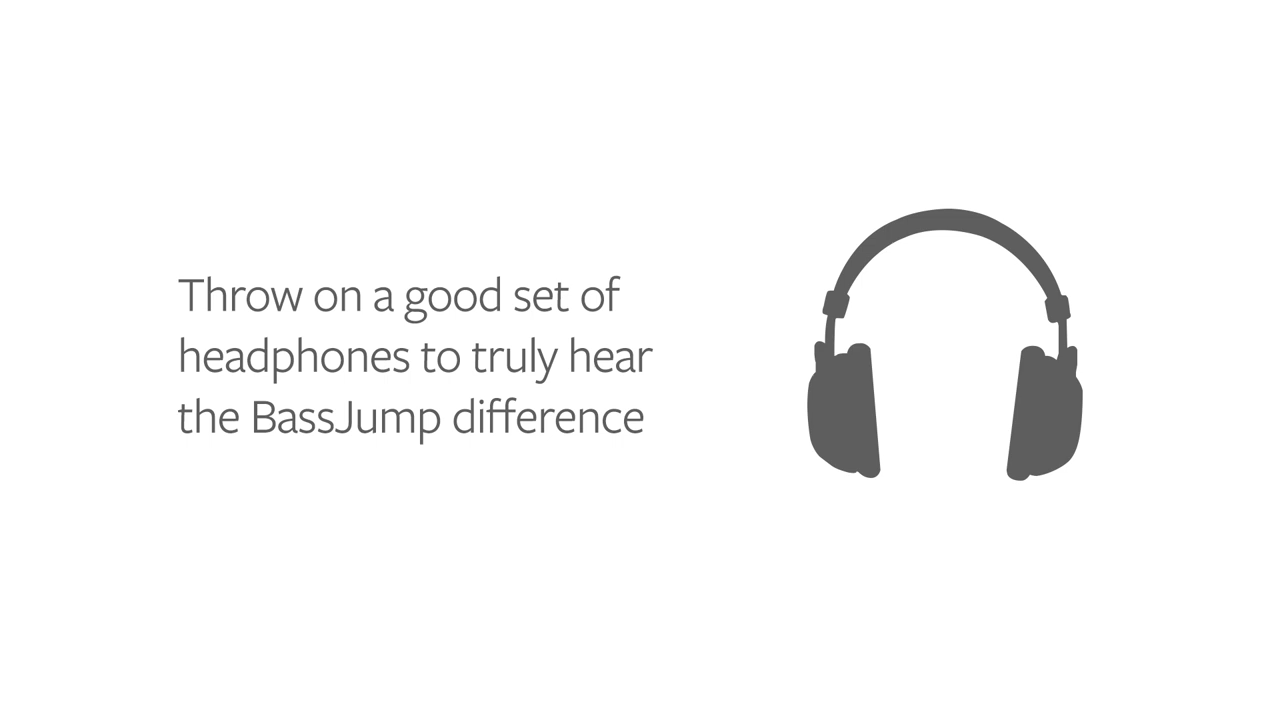 Throw on a good set of
headphones to truly hear
the BassJump difference